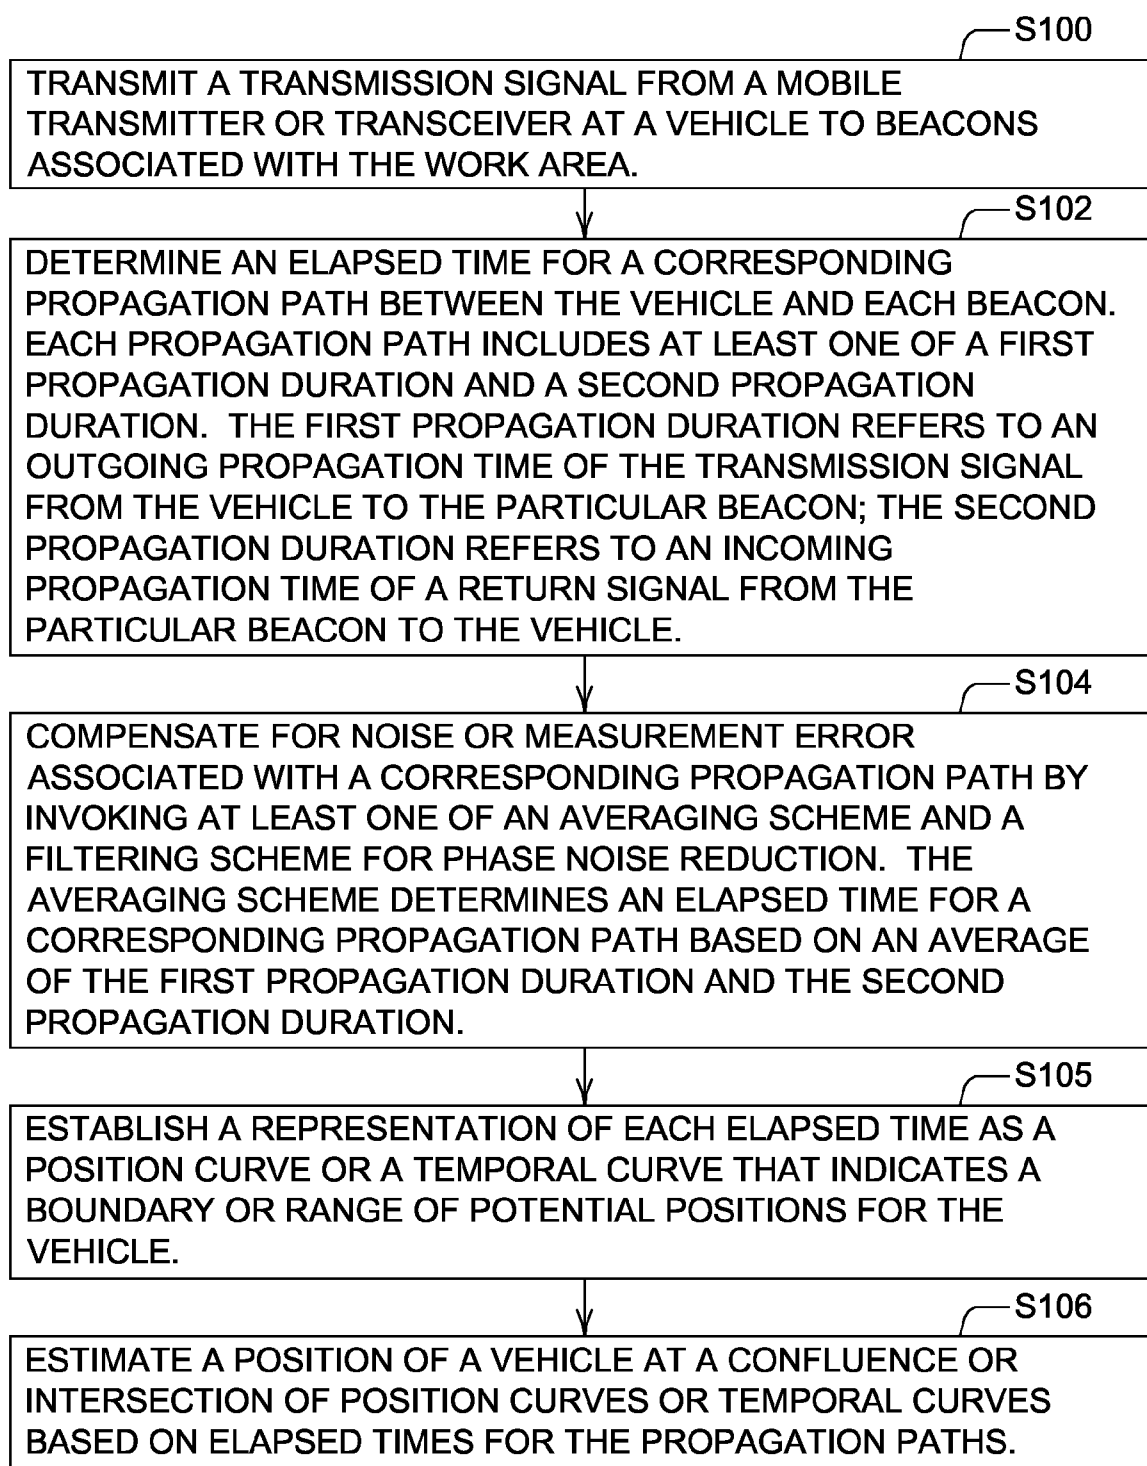 S100
TRANSMIT A TRANSMISSION SIGNAL FROM A MOBILE
TRANSMITTER OR TRANSCEIVER AT A VEHICLE TO BEACONS
ASSOCIATED WITH THE WORK AREA.
S102
DETERMINE AN ELAPSED TIME FOR A CORRESPONDING
PROPAGATION PATH BETWEEN THE VEHICLE AND EACH BEACON.
EACH PROPAGATION PATH INCLUDES AT LEAST ONE OF A FIRST
PROPAGATION DURATION AND A SECOND PROPAGATION
DURATION. THE FIRST PROPAGATION DURATION REFERS TO AN
OUTGOING PROPAGATION TIME OF THE TRANSMISSION SIGNAL
FROM THE VEHICLE TO THE PARTICULAR BEACON; THE SECOND
PROPAGATION DURATION REFERS TO AN INCOMING
PROPAGATION TIME OF A RETURN SIGNAL FROM THE
PARTICULAR BEACON TO THE VEHICLE.
S104
COMPENSATE FOR NOISE OR MEASUREMENT ERROR
ASSOCIATED WITH A CORRESPONDING PROPAGATION PATH BY
INVOKING AT LEAST ONE OF AN AVERAGING SCHEME AND A
FILTERING SCHEME FOR PHASE NOISE REDUCTION. THE
AVERAGING SCHEME DETERMINES AN ELAPSED TIME FOR A
CORRESPONDING PROPAGATION PATH BASED ON AN AVERAGE
OF THE FIRST PROPAGATION DURATION AND THE SECOND
PROPAGATION DURATION.
S105
ESTABLISH A REPRESENTATION OF EACH ELAPSED TIME AS A
POSITION CURVE OR A TEMPORAL CURVE THAT INDICATES A
BOUNDARY OR RANGE OF POTENTIAL POSITIONS FOR THE
VEHICLE.
S106
ESTIMATE A POSITION OF A VEHICLE AT A CONFLUENCE OR
INTERSECTION OF POSITION CURVES OR TEMPORAL CURVES
BASED ON ELAPSED TIMES FOR THE PROPAGATION PATHS.